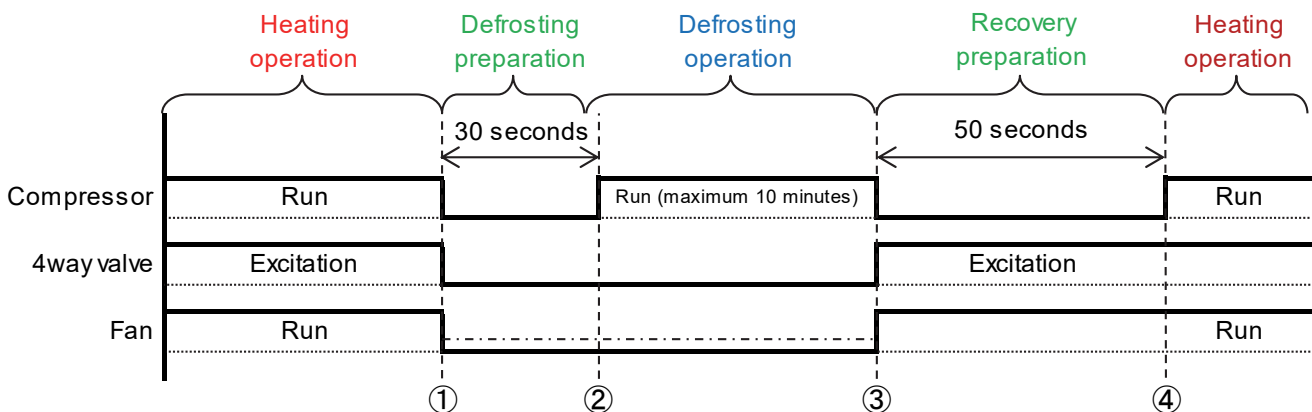 Heating
operation
Defrosting
preparation
Defrosting
operation
Recovery
preparation
Heating
operation
30 seconds
50 seconds
Compressor
Run
Run (maximum 10 minutes)
Run
4way valve
Excitation
Excitation
Fan
Run
Run
①
②
③
④